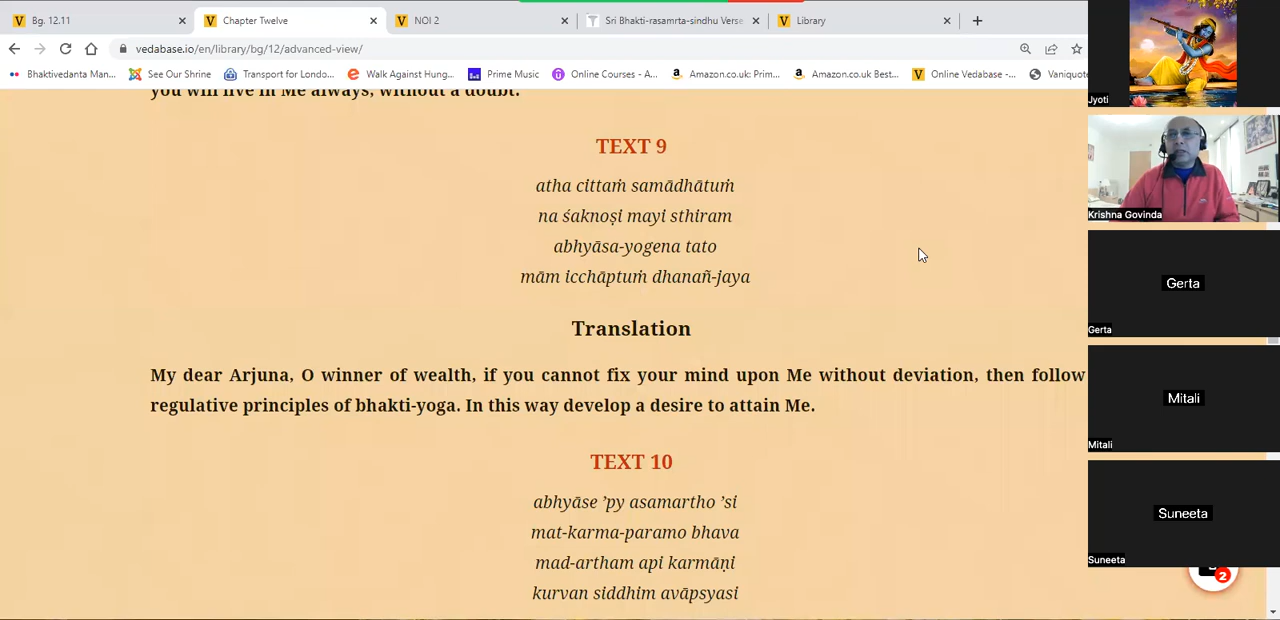 Bg. 12.11
Chapter Twelve
NOI 2
Sri Bhakti-rasamrta-sindhu Verse
Library
vedabase.io/en/library/bg/12/advanced-view/
Bhaktivedanta Man...
See Our Shrine
Transport for Londo...
Walk Against Hung...
Prime Music
Online Courses - A...
Amazon.co.uk: Prim...
Amazon.co.uk Best...
Online Vedabase –...
Vaniquote
you will live in Me always, without a doubt.
TEXT 9
atha cittaṁ samādhātuṁ
na śaknoṣi mayi sthiram
abhyāsa-yogena tato
mām icchāptuṁ dhanañ-jaya
Translation
My dear Arjuna, O winner of wealth, if you cannot fix your mind upon Me without deviation, then follow
regulative principles of bhakti-yoga. In this way develop a desire to attain Me.
TEXT 10
abhyāse ’py asamartho ’si
mat-karma-paramo bhava
mad-artham api karmāṇi
kurvan siddhim avāpsyasi
Jyoti
Krishna Govinda
Gerta
Gerta
Mitali
Mitali
Suneeta
Suneeta
2